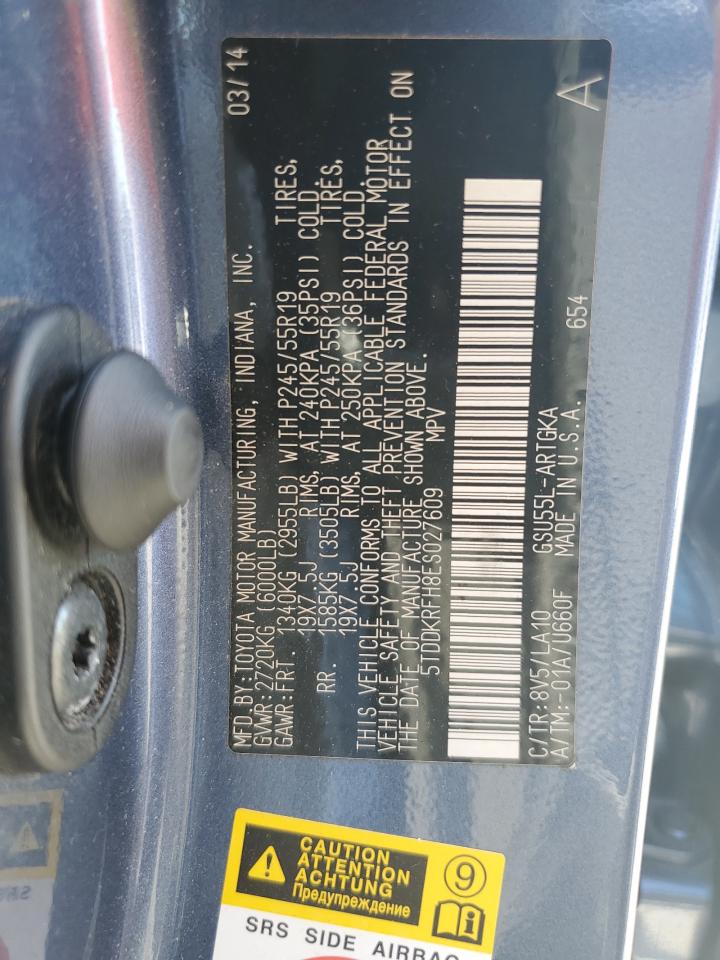 MFD.BY:TOYOTA MOTOR MANUFACTURING, INDIANA, INC. 03/14
GVWR:2720KG (6000LB)
GAWR:FRT. 1340KG (2955LB) WITH P245/55R19 TIRES,
19X7.5J RIMS, AT 240KPA (35PSI) COLD.
RR. 1585KG (3505LB) WITH P245/55R19 TIRES,
19X7.5J RIMS, AT 250KPA (36PSI) COLD.
THIS VEHICLE CONFORMS TO ALL APPLICABLE FEDERAL MOTOR
VEHICLE SAFETY AND THEFT PREVENTION STANDARDS IN EFFECT ON
THE DATE OF MANUFACTURE SHOWN ABOVE.
5TDDKRFH8ES027609 MPV
C/TR:8V5/LA10 GSU55L-ARTGKA 654
A/TM:-01A/U660F MADE IN U.S.A. A
CAUTION
ATTENTION
ACHTUNG
Предупреждение
9
i
SRS SIDE AIRBAG